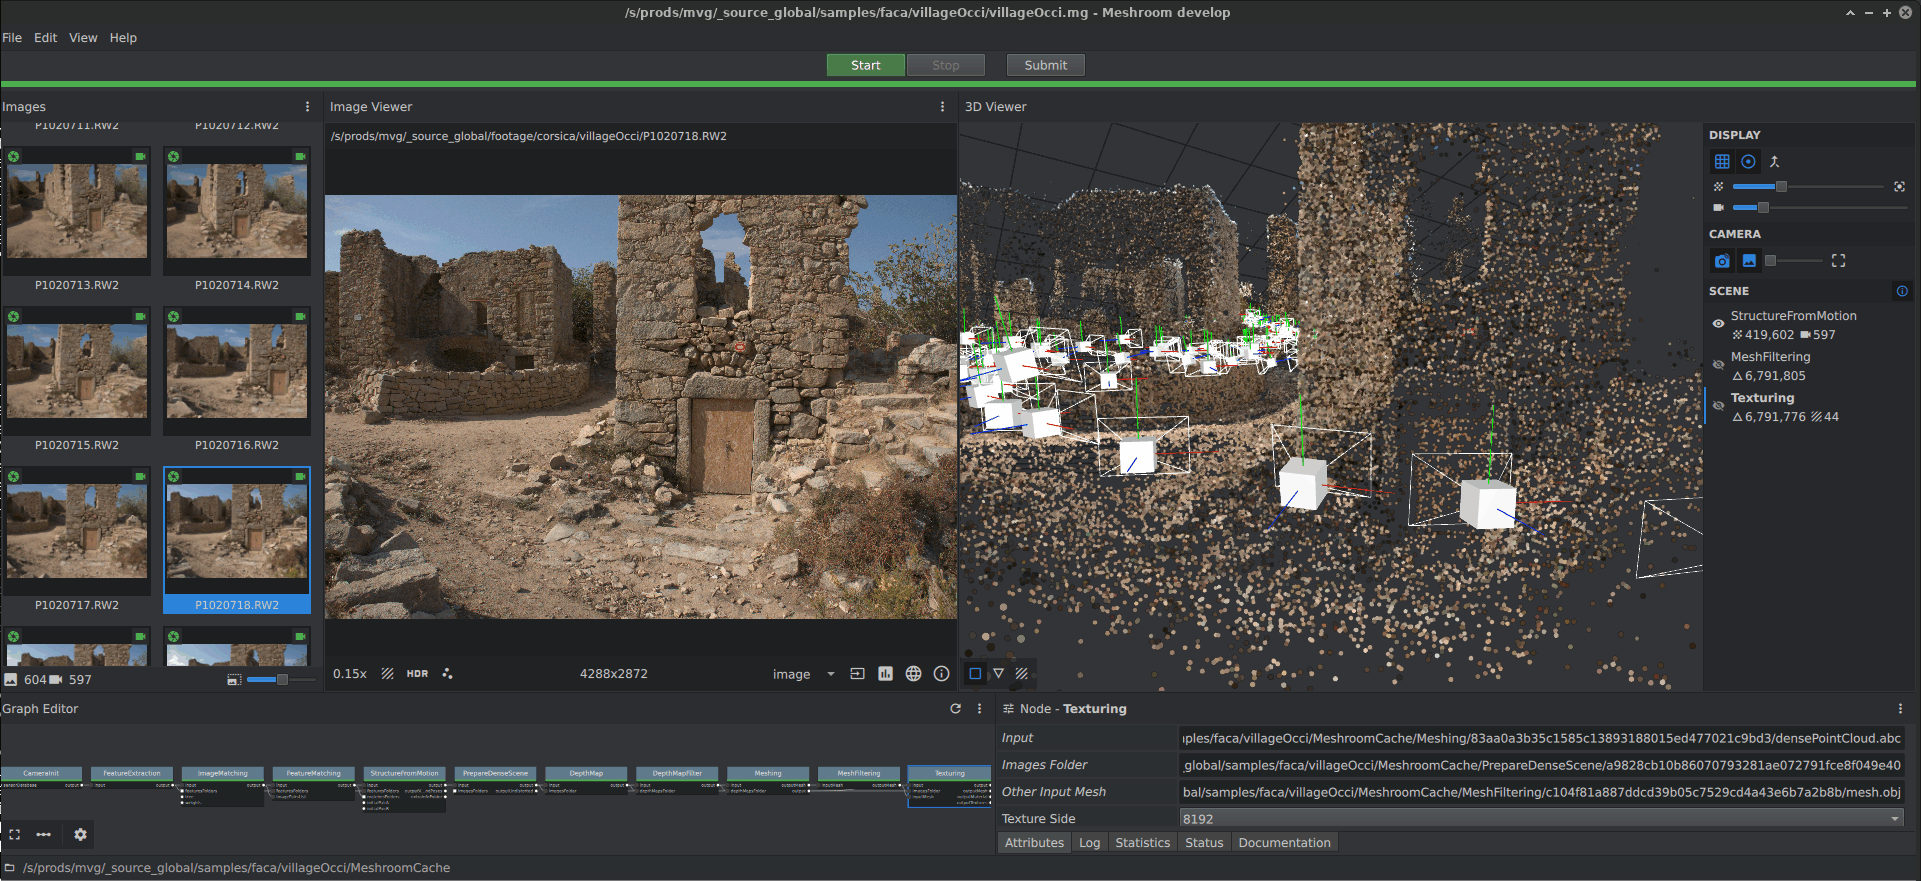 /s/prods/mvg/_source_global/samples/faca/villageOcci/villageOcci.mg - Meshroom develop
File Edit View Help
Start Stop Submit
Images
P1020711.RW2 P1020712.RW2
P1020713.RW2 P1020714.RW2
P1020715.RW2 P1020716.RW2
P1020717.RW2 P1020718.RW2
604 597
Image Viewer
/s/prods/mvg/_source_global/footage/corsica/villageOcci/P1020718.RW2
0.15x HDR 4288x2872 image
3D Viewer
DISPLAY
CAMERA
SCENE
StructureFromMotion
419,602 597
MeshFiltering
6,791,805
Texturing
6,791,776 44
Graph Editor
CameraInit FeatureExtraction ImageMatching FeatureMatching StructureFromMotion PrepareDenseScene DepthMap DepthMapFilter Meshing MeshFiltering Texturing
Node - Texturing
Input ples/faca/villageOcci/MeshroomCache/Meshing/83aa0a3b35c1585c13893188015ed477021c9bd3/densePointCloud.abc
Images Folder _global/samples/faca/villageOcci/MeshroomCache/PrepareDenseScene/a9828cb10b86070793281ae072791fce8f049e40
Other Input Mesh bal/samples/faca/villageOcci/MeshroomCache/MeshFiltering/c104f81a887ddcd39b05c7529cd4a43e6b7a2b8b/mesh.obj
Texture Side 8192
Attributes Log Statistics Status Documentation
/s/prods/mvg/_source_global/samples/faca/villageOcci/MeshroomCache